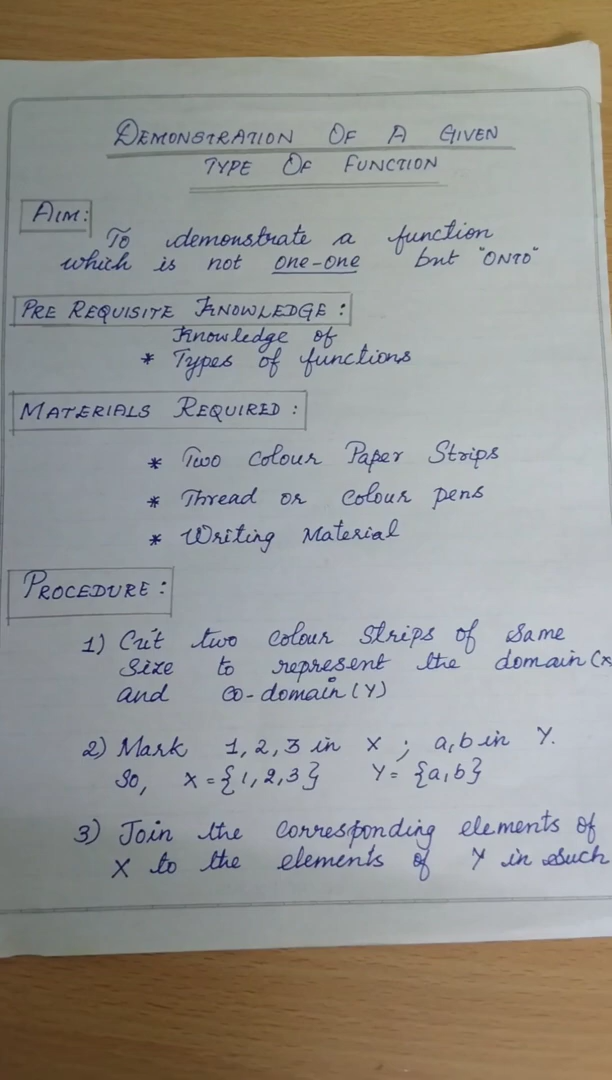 DEMONSTRATION OF A GIVEN
TYPE OF FUNCTION
AIM:
To demonstrate a function
which is not one-one but "ONTO"
PRE REQUISITE KNOWLEDGE:
Knowledge of
* Types of functions
MATERIALS REQUIRED:
* Two Colour Paper Strips
* Thread or Colour pens
* Writing Material
PROCEDURE:
1) Cut two colour strips of same
size to represent the domain (X
and co-domain (Y)
2) Mark 1, 2, 3 in X ; a, b in Y.
So, X = {1, 2, 3} Y = {a, b}
3) Join the corresponding elements of
X to the elements of Y in such